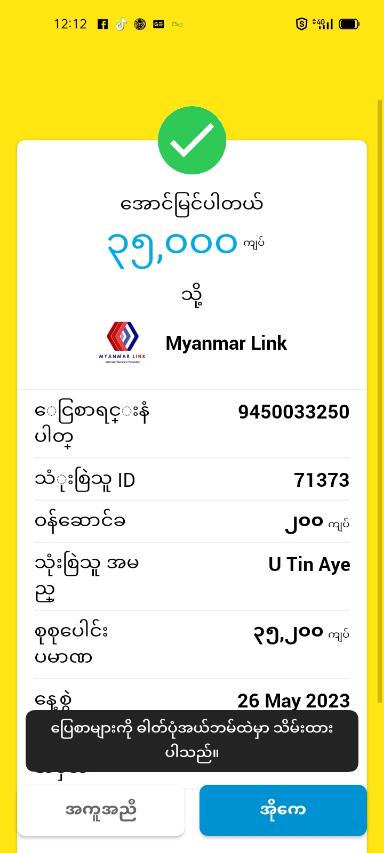 12:12
အောင်မြင်ပါတယ်
၃၅,၀၀၀ ကျပ်
သို့
MYANMAR LINK
Myanmar Link
ငွေစာရင်းနံ 9450033250
ပါတ်
သုံးစြဲသူ ID 71373
ဝန်ဆောင်ခ ၂၀၀ ကျပ်
သုံးစြဲသူ အမ U Tin Aye
ည္
စုစုပေါင်း ၃၅,၂၀၀ ကျပ်
ပမာဏ
နေ့စွဲ 26 May 2023
ပြေစာများကို ဓါတ်ပုံအယ်ဘမ်ထဲမှာ သိမ်းထား
ပါသည်။
အကူအညီ
အိုကေ